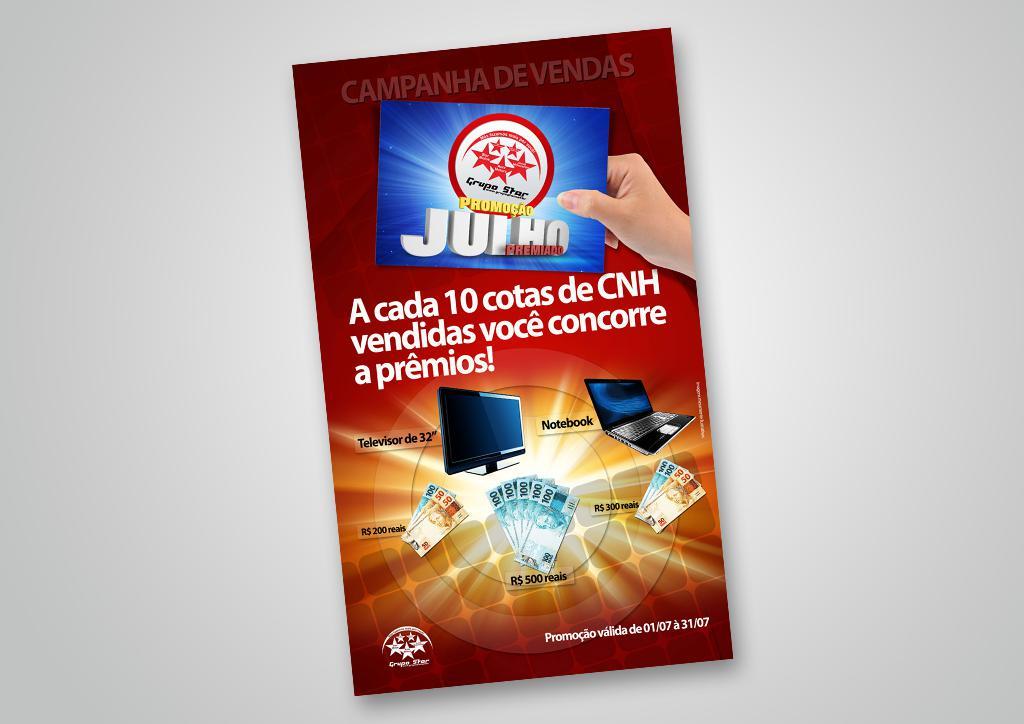 CAMPANHA DE VENDAS
Grupo Star
PROMOÇÃO
JULHO
PREMIADO
A cada 10 cotas de CNH
vendidas você concorre
a prêmios!
Televisor de 32"
Notebook
R$ 200 reais
R$ 300 reais
R$ 500 reais
Promoção válida de 01/07 à 31/07
Grupo Star